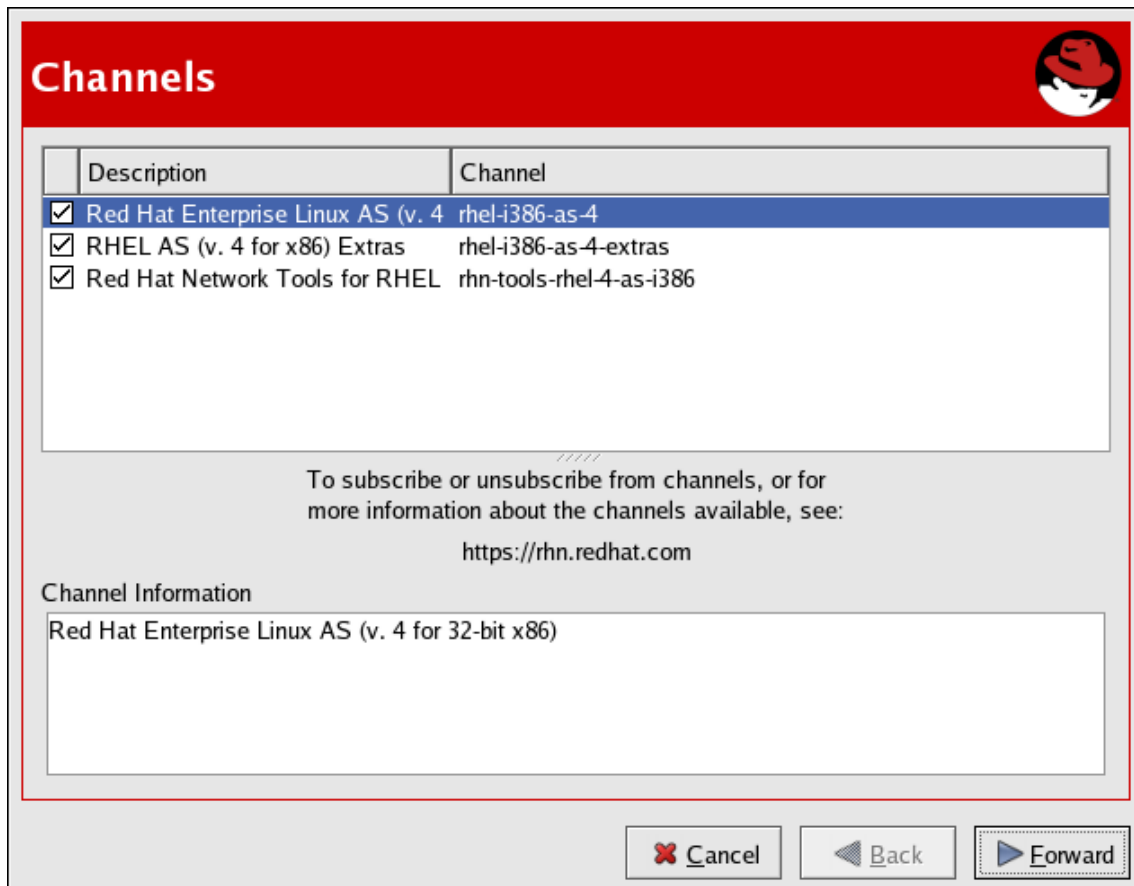 Channels
Description Channel
Red Hat Enterprise Linux AS (v. 4 rhel-i386-as-4
RHEL AS (v. 4 for x86) Extras rhel-i386-as-4-extras
Red Hat Network Tools for RHEL rhn-tools-rhel-4-as-i386
To subscribe or unsubscribe from channels, or for
more information about the channels available, see:
https://rhn.redhat.com
Channel Information
Red Hat Enterprise Linux AS (v. 4 for 32-bit x86)
Cancel Back Forward